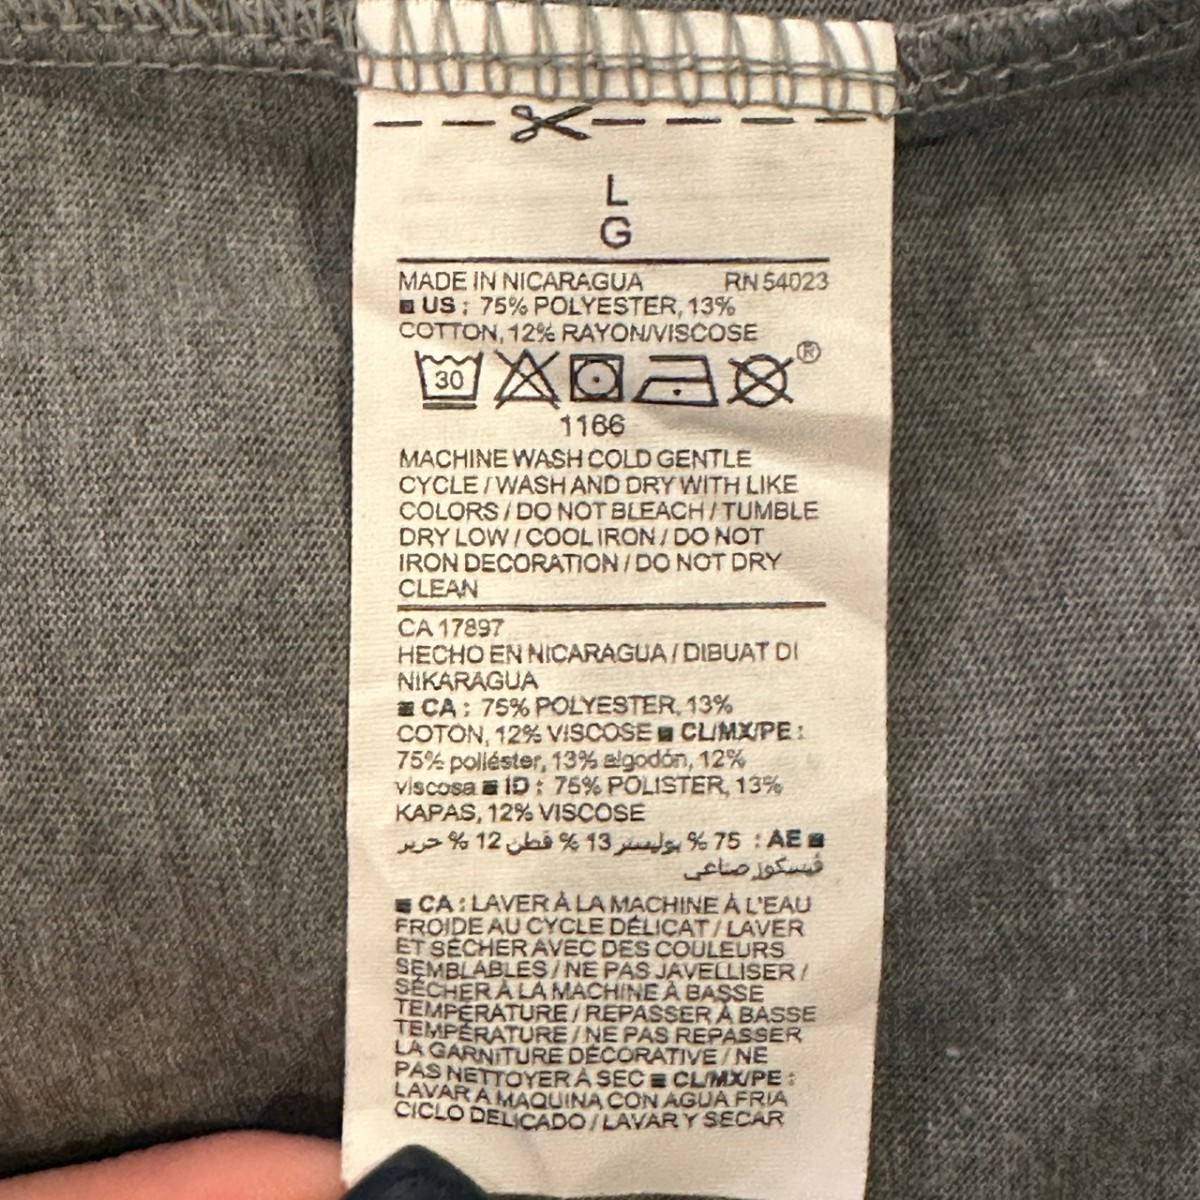 L
G
MADE IN NICARAGUA RN 54023
US : 75% POLYESTER, 13%
COTTON, 12% RAYON/VISCOSE
30 ®
1166
MACHINE WASH COLD GENTLE
CYCLE / WASH AND DRY WITH LIKE
COLORS / DO NOT BLEACH / TUMBLE
DRY LOW / COOL IRON / DO NOT
IRON DECORATION / DO NOT DRY
CLEAN
CA 17897
HECHO EN NICARAGUA / DIBUAT DI
NIKARAGUA
CA : 75% POLYESTER, 13%
COTON, 12% VISCOSE CL/MX/PE :
75% poliéster, 13% algodón, 12%
viscosa ID : 75% POLISTER, 13%
KAPAS, 12% VISCOSE
AE : 75 % بوليستر 13 % قطن 12 % حرير
ڤيسكوز صناعي
CA : LAVER À LA MACHINE À L'EAU
FROIDE AU CYCLE DÉLICAT / LAVER
ET SÉCHER AVEC DES COULEURS
SEMBLABLES / NE PAS JAVELLISER /
SÉCHER À LA MACHINE À BASSE
TEMPÉRATURE / REPASSER À BASSE
TEMPÉRATURE / NE PAS REPASSER
LA GARNITURE DÉCORATIVE / NE
PAS NETTOYER À SEC CL/MX/PE :
LAVAR A MAQUINA CON AGUA FRIA
CICLO DELICADO / LAVAR Y SECAR